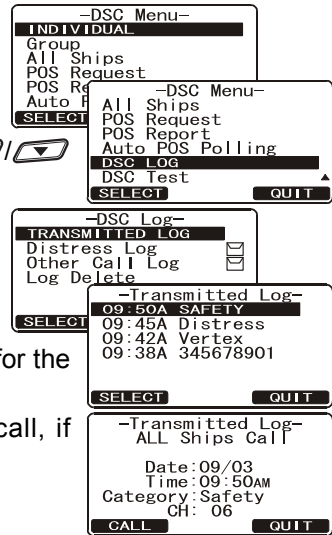 –DSC Menu–
INDIVIDUAL
Group
All Ships
POS Request
POS Re
Auto P
SELECT
–DSC Menu–
All Ships
POS Request
POS Report
Auto POS Polling
DSC LOG
DSC Test
SELECT QUIT
–DSC Log–
TRANSMITTED LOG
Distress Log
Other Call Log
Log Delete
SELECT
–Transmitted Log–
09:50A SAFETY
09:45A Distress
09:42A Vertex
09:38A 345678901
SELECT QUIT
for the
call, if
–Transmitted Log–
ALL Ships Call
Date:09/03
Time:09:50AM
Category:Safety
CH: 06
CALL QUIT